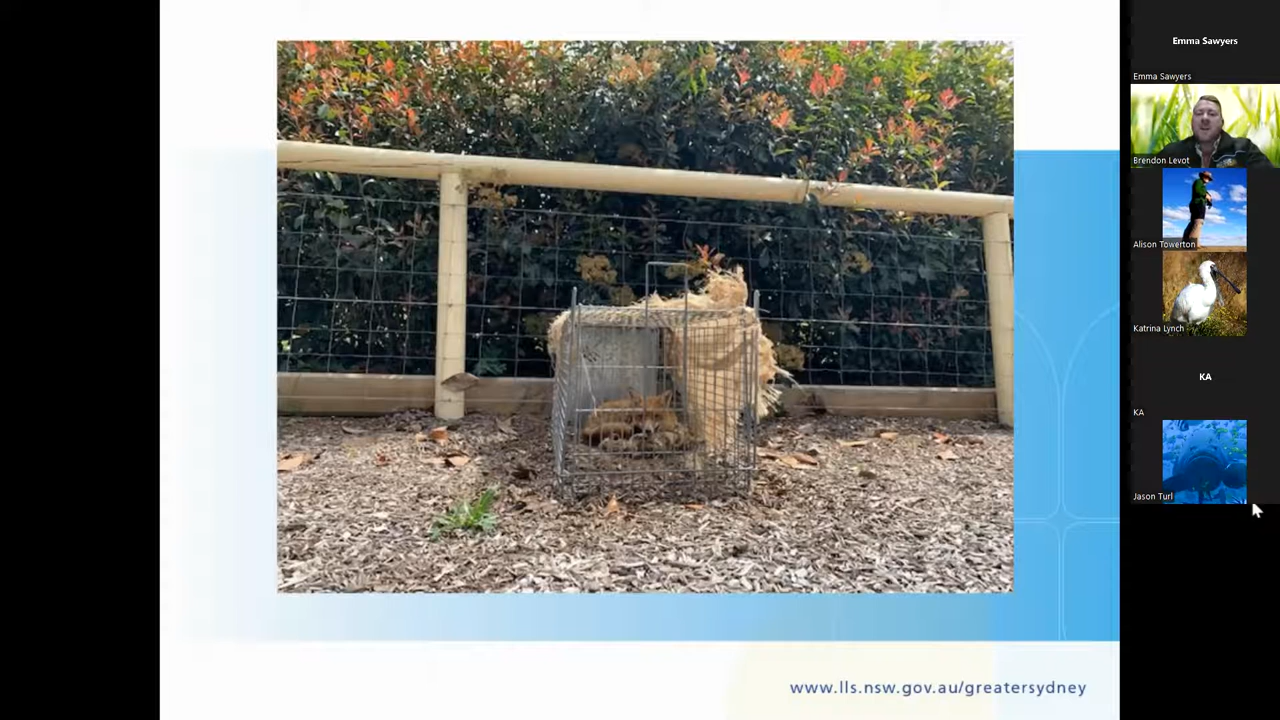 Emma Sawyers
Emma Sawyers
Brendon Levot
Alison Towerton
Katrina Lynch
KA
KA
Jason Turl
www.lls.nsw.gov.au/greatersydney